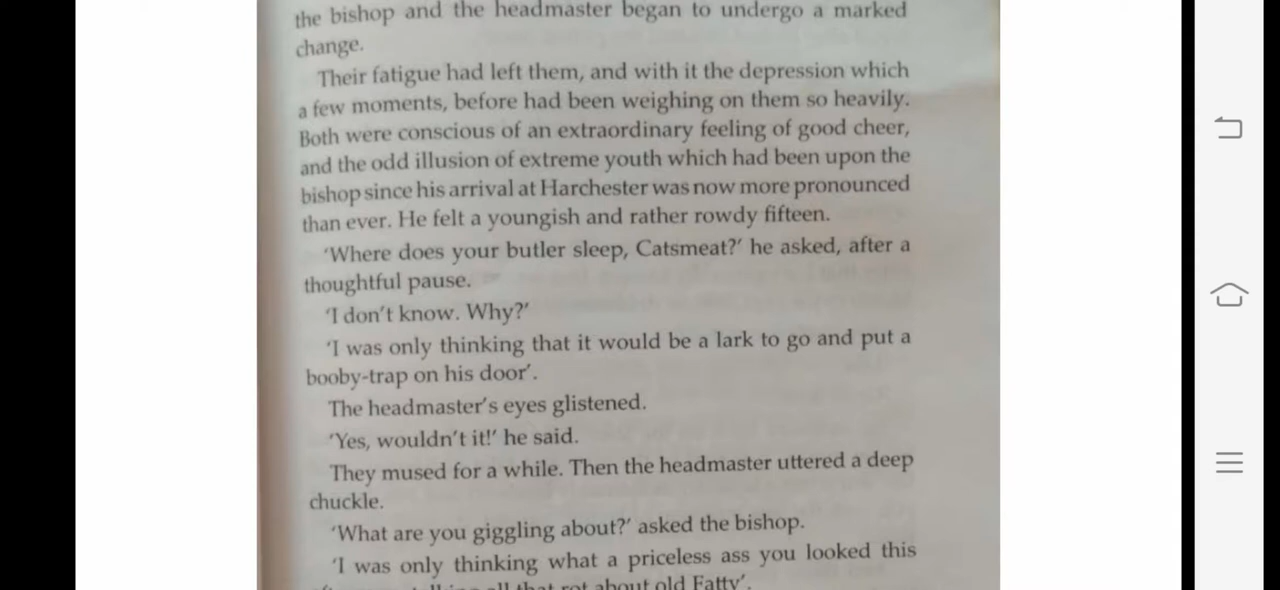 the bishop and the headmaster began to undergo a marked
change.
Their fatigue had left them, and with it the depression which
a few moments, before had been weighing on them so heavily.
Both were conscious of an extraordinary feeling of good cheer,
and the odd illusion of extreme youth which had been upon the
bishop since his arrival at Harchester was now more pronounced
than ever. He felt a youngish and rather rowdy fifteen.
'Where does your butler sleep, Catsmeat?' he asked, after a
thoughtful pause.
'I don't know. Why?'
'I was only thinking that it would be a lark to go and put a
booby-trap on his door'.
The headmaster's eyes glistened.
'Yes, wouldn't it!' he said.
They mused for a while. Then the headmaster uttered a deep
chuckle.
'What are you giggling about?' asked the bishop.
'I was only thinking what a priceless ass you looked this
all that rot about old Fatty'.